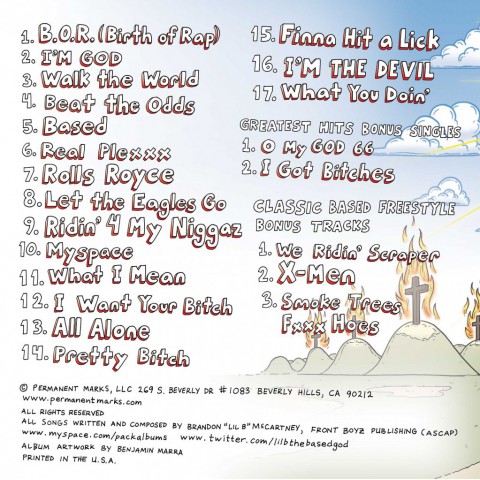 1. B.O.R. (Birth of Rap)
2. I'M GOD
3. Walk the World
4. Beat the Odds
5. Based
6. Real Plexxx
7. Rolls Royce
8. Let the Eagles Go
9. Ridin' 4 My Niggaz
10. Myspace
11. What I Mean
12. I Want Your Bitch
13. All Alone
14. Pretty Bitch
15. Finna Hit a Lick
16. I'M THE DEVIL
17. What You Doin'
GREATEST HITS BONUS SINGLES
1. O My GOD 66
2. I Got Bitches
CLASSIC BASED FREESTYLE
BONUS TRACKS
1. We Ridin' Scraper
2. X-Men
3. Smoke Trees
Fxxx Hoes
© PERMANENT MARKS, LLC 269 S. BEVERLY DR #1083 BEVERLY HILLS, CA 90212
www.permanentmarks.com
ALL RIGHTS RESERVED
ALL SONGS WRITTEN AND COMPOSED BY BRANDON "LIL B" McCARTNEY, FRONT BOYZ PUBLISHING (ASCAP)
www.myspace.com/packalbums www.twitter.com/lilbthebasedgod
ALBUM ARTWORK BY BENJAMIN MARRA
PRINTED IN THE U.S.A.